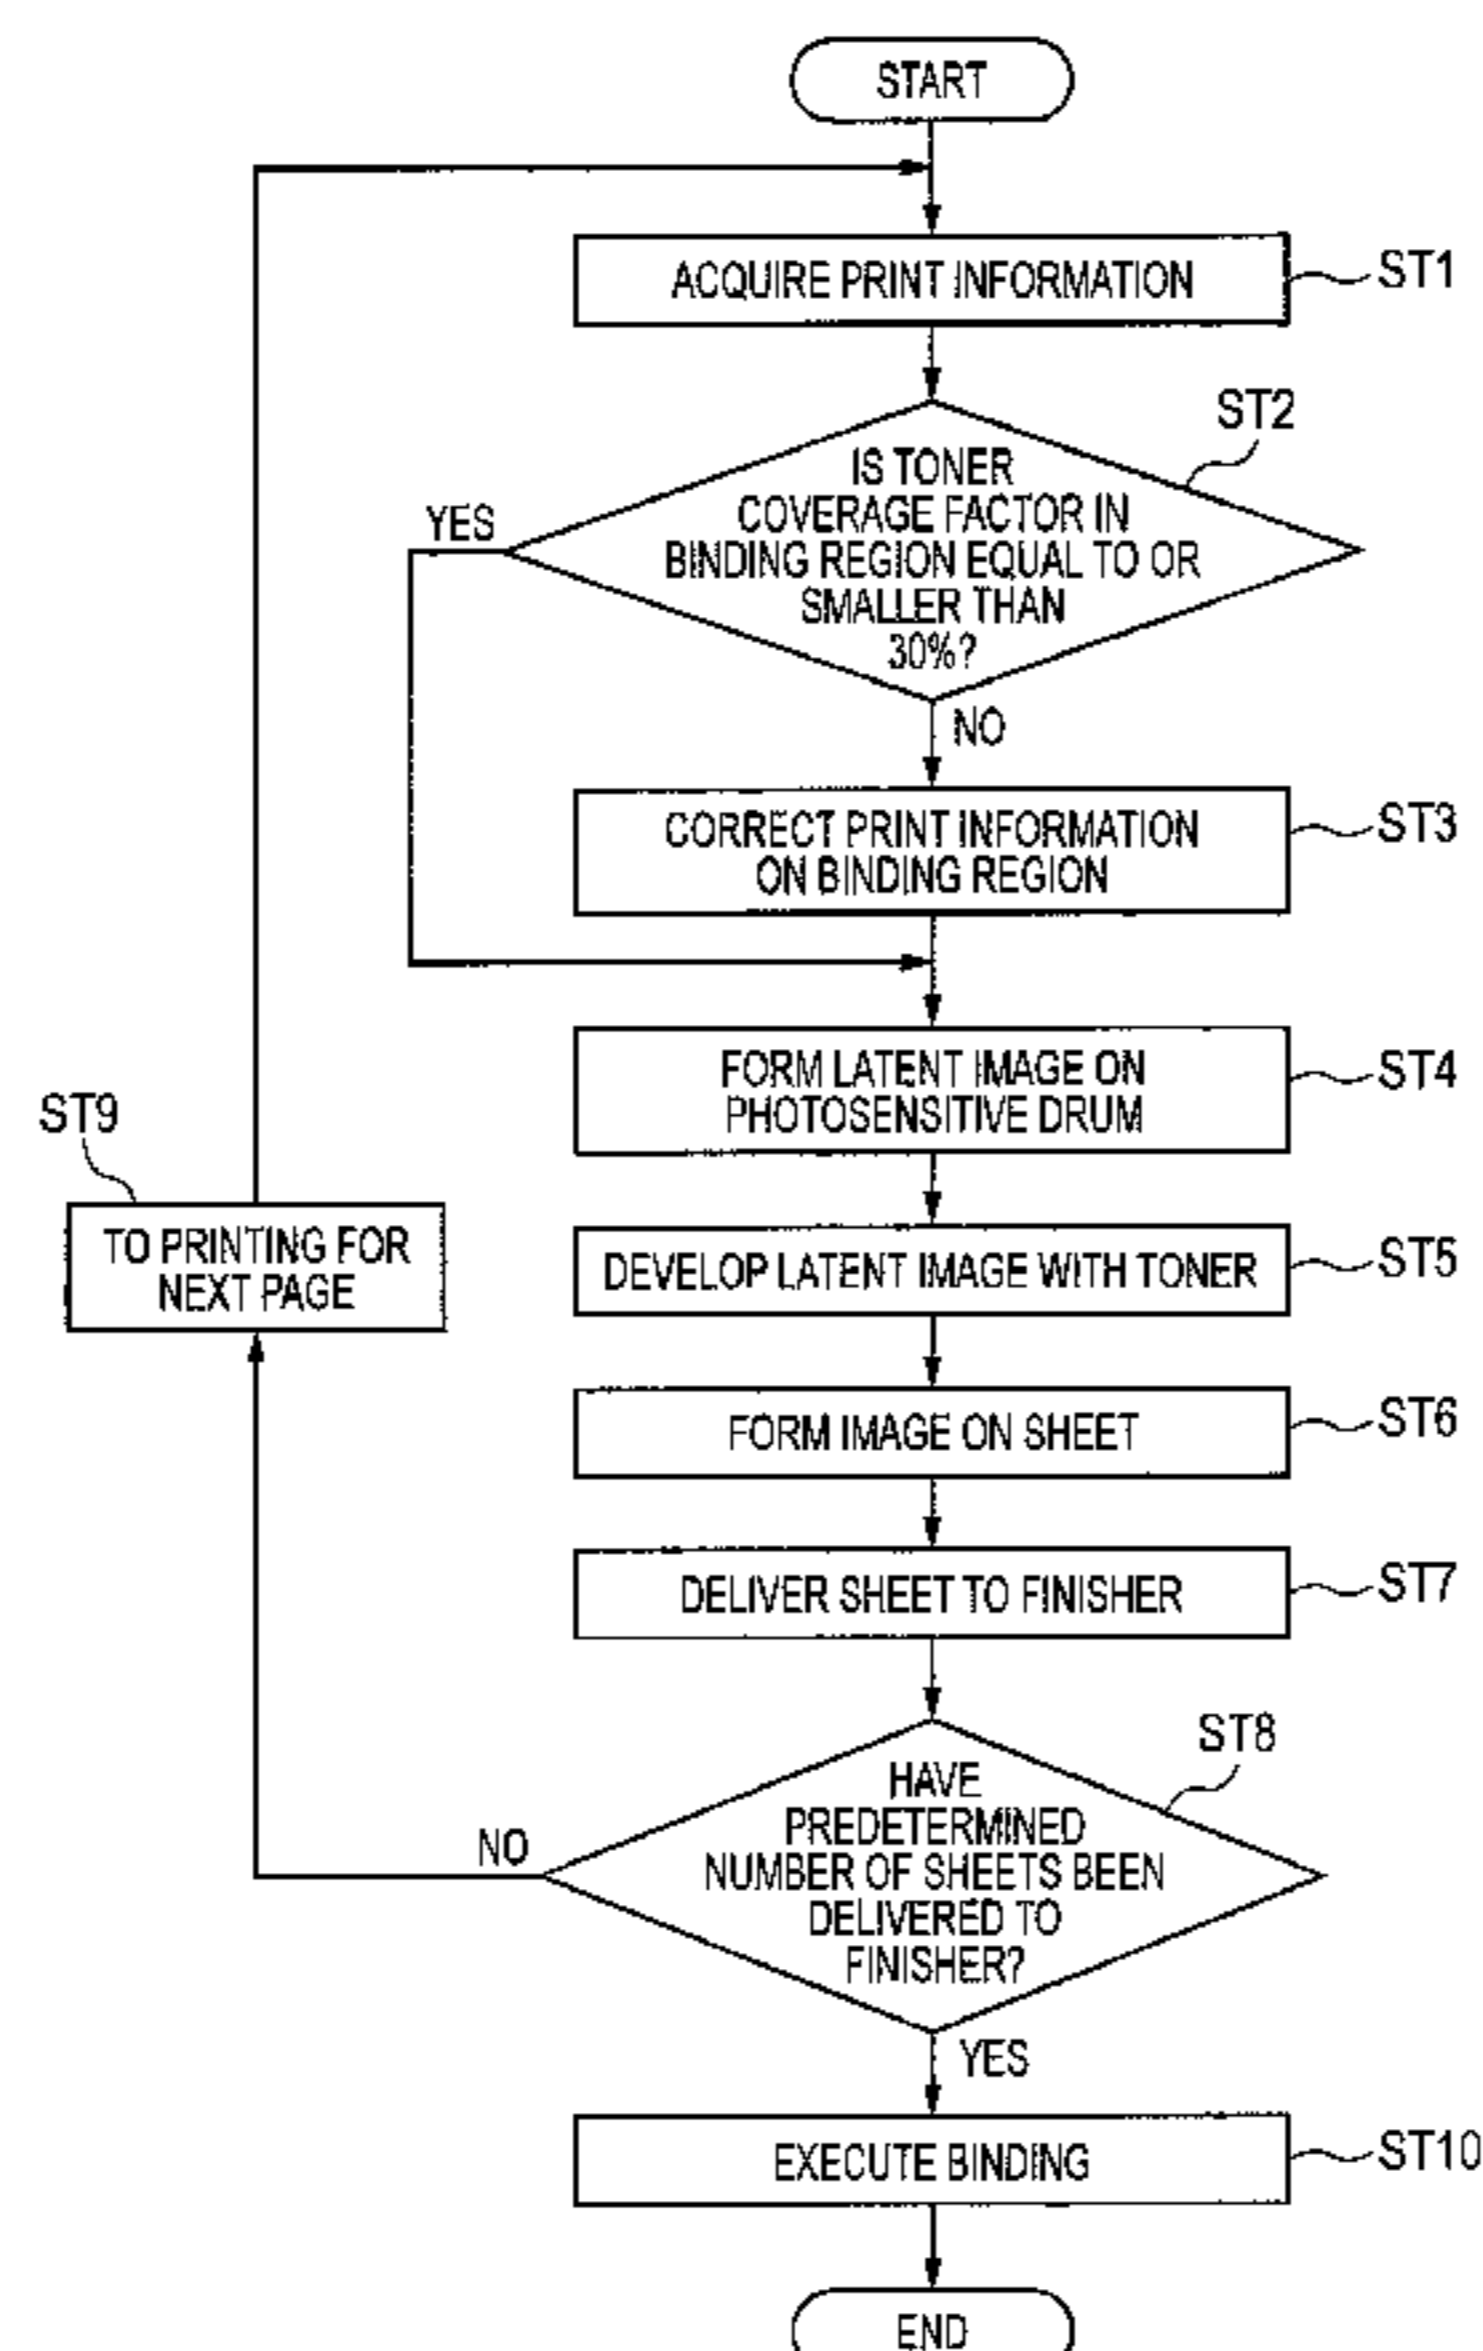 START
ACQUIRE PRINT INFORMATION
ST1
ST2
IS TONER
COVERAGE FACTOR IN
BINDING REGION EQUAL TO OR
SMALLER THAN
30%?
YES
NO
CORRECT PRINT INFORMATION
ON BINDING REGION
ST3
FORM LATENT IMAGE ON
PHOTOSENSITIVE DRUM
ST4
ST9
TO PRINTING FOR
NEXT PAGE
DEVELOP LATENT IMAGE WITH TONER
ST5
FORM IMAGE ON SHEET
ST6
DELIVER SHEET TO FINISHER
ST7
ST8
HAVE
PREDETERMINED
NUMBER OF SHEETS BEEN
DELIVERED TO
FINISHER?
NO
YES
EXECUTE BINDING
ST10
END